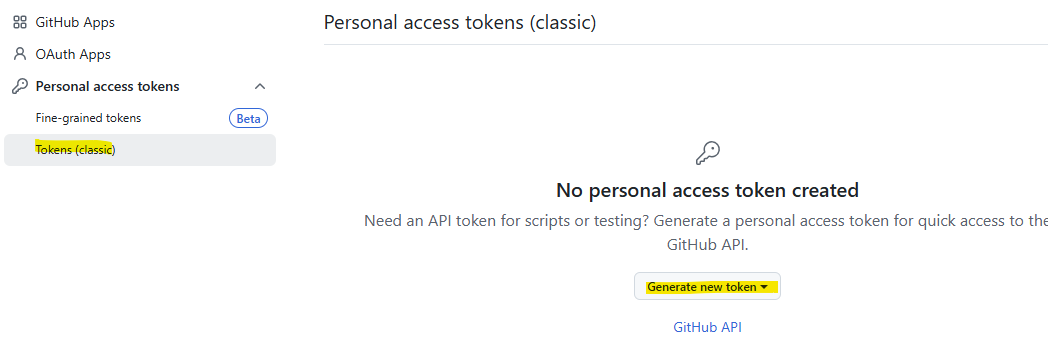 GitHub Apps
OAuth Apps
Personal access tokens
Fine-grained tokens
Beta
Tokens (classic)
Personal access tokens (classic)
No personal access token created
Need an API token for scripts or testing? Generate a personal access token for quick access to the
GitHub API.
Generate new token
GitHub API